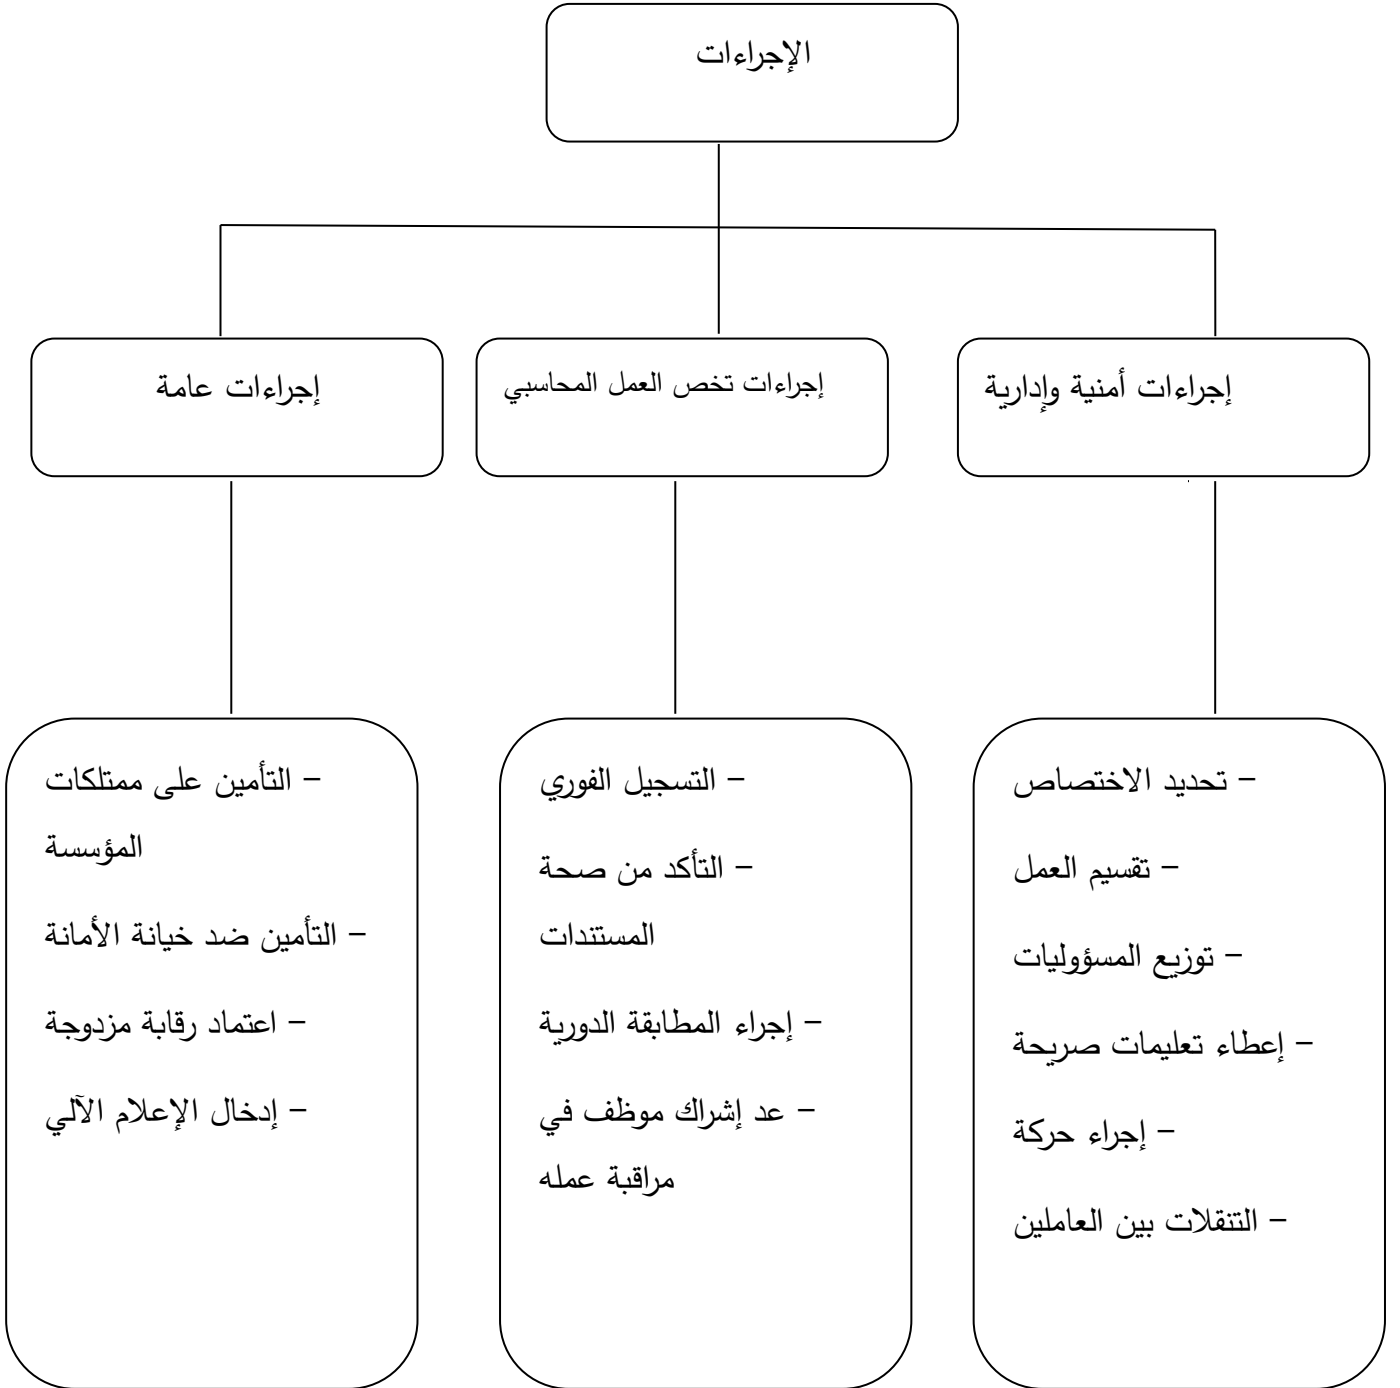 الإجراءات
إجراءات أمنية وإدارية
إجراءات تخص العمل المحاسبي
إجراءات عامة
– تحديد الاختصاص
– تقسيم العمل
– توزيع المسؤوليات
– إعطاء تعليمات صريحة
– إجراء حركة
– التنقلات بين العاملين
– التسجيل الفوري
– التأكد من صحة
المستندات
– إجراء المطابقة الدورية
– عد إشراك موظف في
مراقبة عمله
– التأمين على ممتلكات
المؤسسة
– التأمين ضد خيانة الأمانة
– اعتماد رقابة مزدوجة
– إدخال الإعلام الآلي